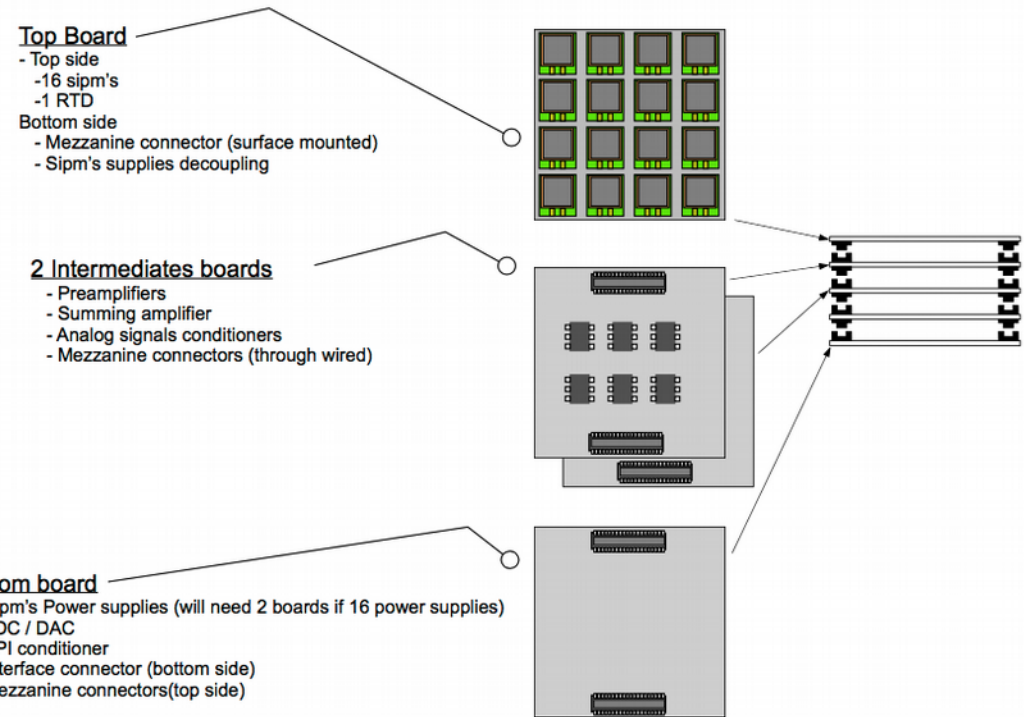 Top Board
- Top side
-16 sipm's
-1 RTD
Bottom side
- Mezzanine connector (surface mounted)
- Sipm's supplies decoupling
2 Intermediates boards
- Preamplifiers
- Summing amplifier
- Analog signals conditioners
- Mezzanine connectors (through wired)
om board
pm's Power supplies (will need 2 boards if 16 power supplies)
DC / DAC
PI conditioner
terface connector (bottom side)
ezzanine connectors(top side)